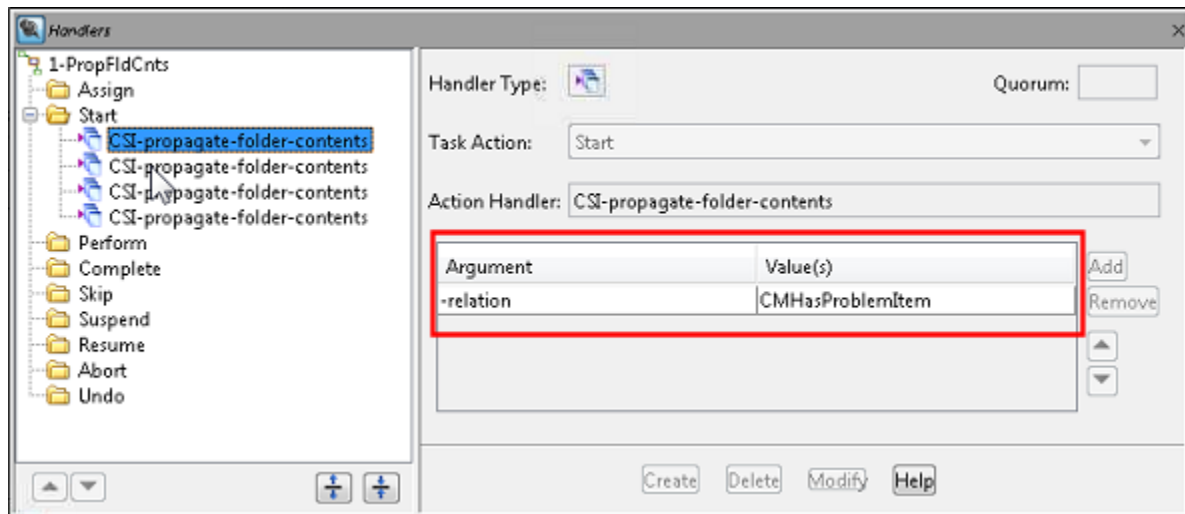 Handlers
1-PropFldCnts
Assign
Start
CSI-propagate-folder-contents
CSI-propagate-folder-contents
CSI-propagate-folder-contents
CSI-propagate-folder-contents
Perform
Complete
Skip
Suspend
Resume
Abort
Undo
Handler Type:
Quorum:
Task Action: Start
Action Handler: CSI-propagate-folder-contents
Argument Value(s)
-relation CMHasProblemItem
Add
Remove
Create Delete Modify Help